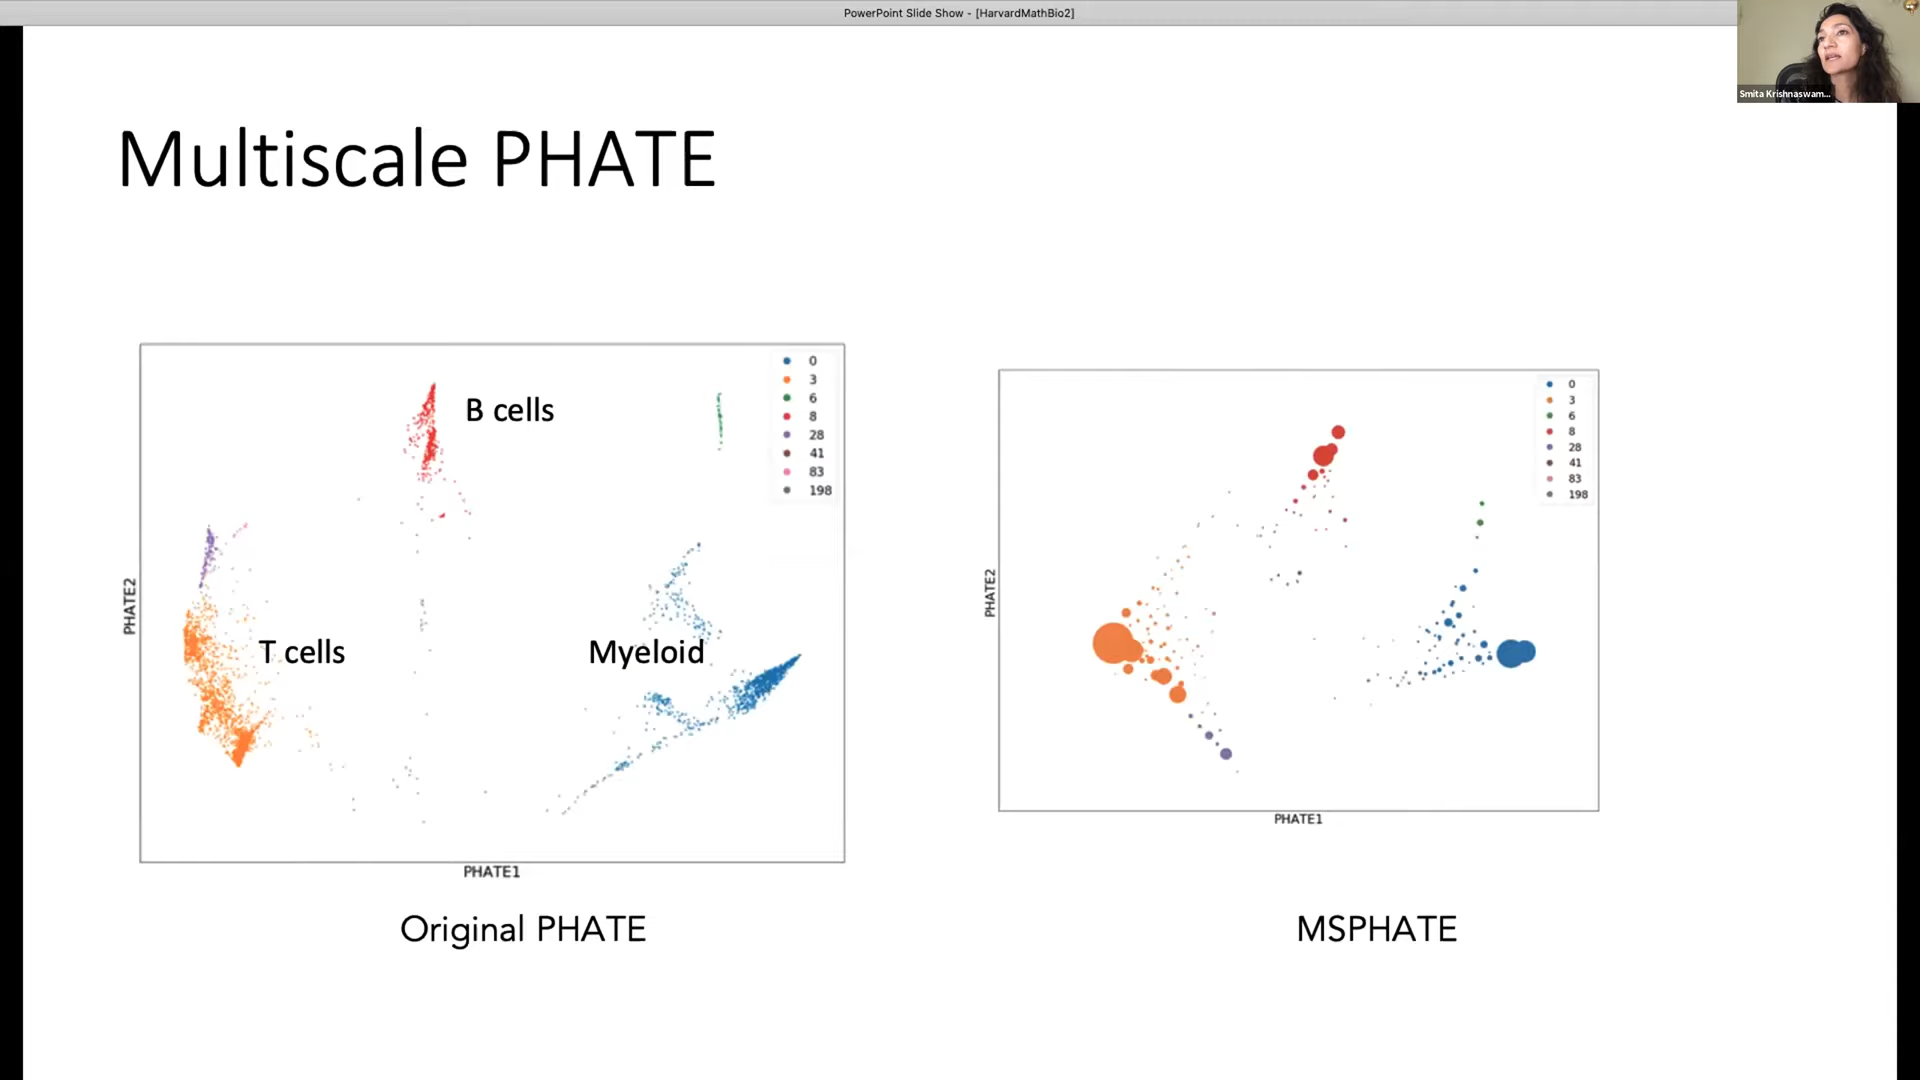 PowerPoint Slide Show - [HarvardMathBio2]
Smita Krishnaswam...
Multiscale PHATE
0
3
6
8
28
41
83
198
B cells
T cells
Myeloid
PHATE2
PHATE1
Original PHATE
0
3
6
8
28
41
83
198
PHATE2
PHATE1
MSPHATE